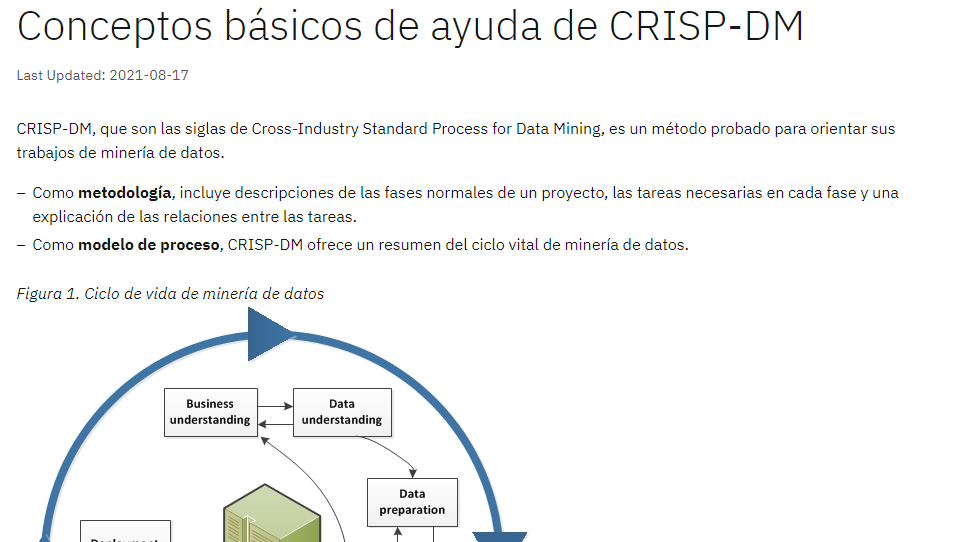 Conceptos básicos de ayuda de CRISP-DM
Last Updated: 2021-08-17
CRISP-DM, que son las siglas de Cross-Industry Standard Process for Data Mining, es un método probado para orientar sus
trabajos de minería de datos.
– Como metodología, incluye descripciones de las fases normales de un proyecto, las tareas necesarias en cada fase y una
explicación de las relaciones entre las tareas.
– Como modelo de proceso, CRISP-DM ofrece un resumen del ciclo vital de minería de datos.
Figura 1. Ciclo de vida de minería de datos
Business
understanding
Data
understanding
Data
preparation
Deployment